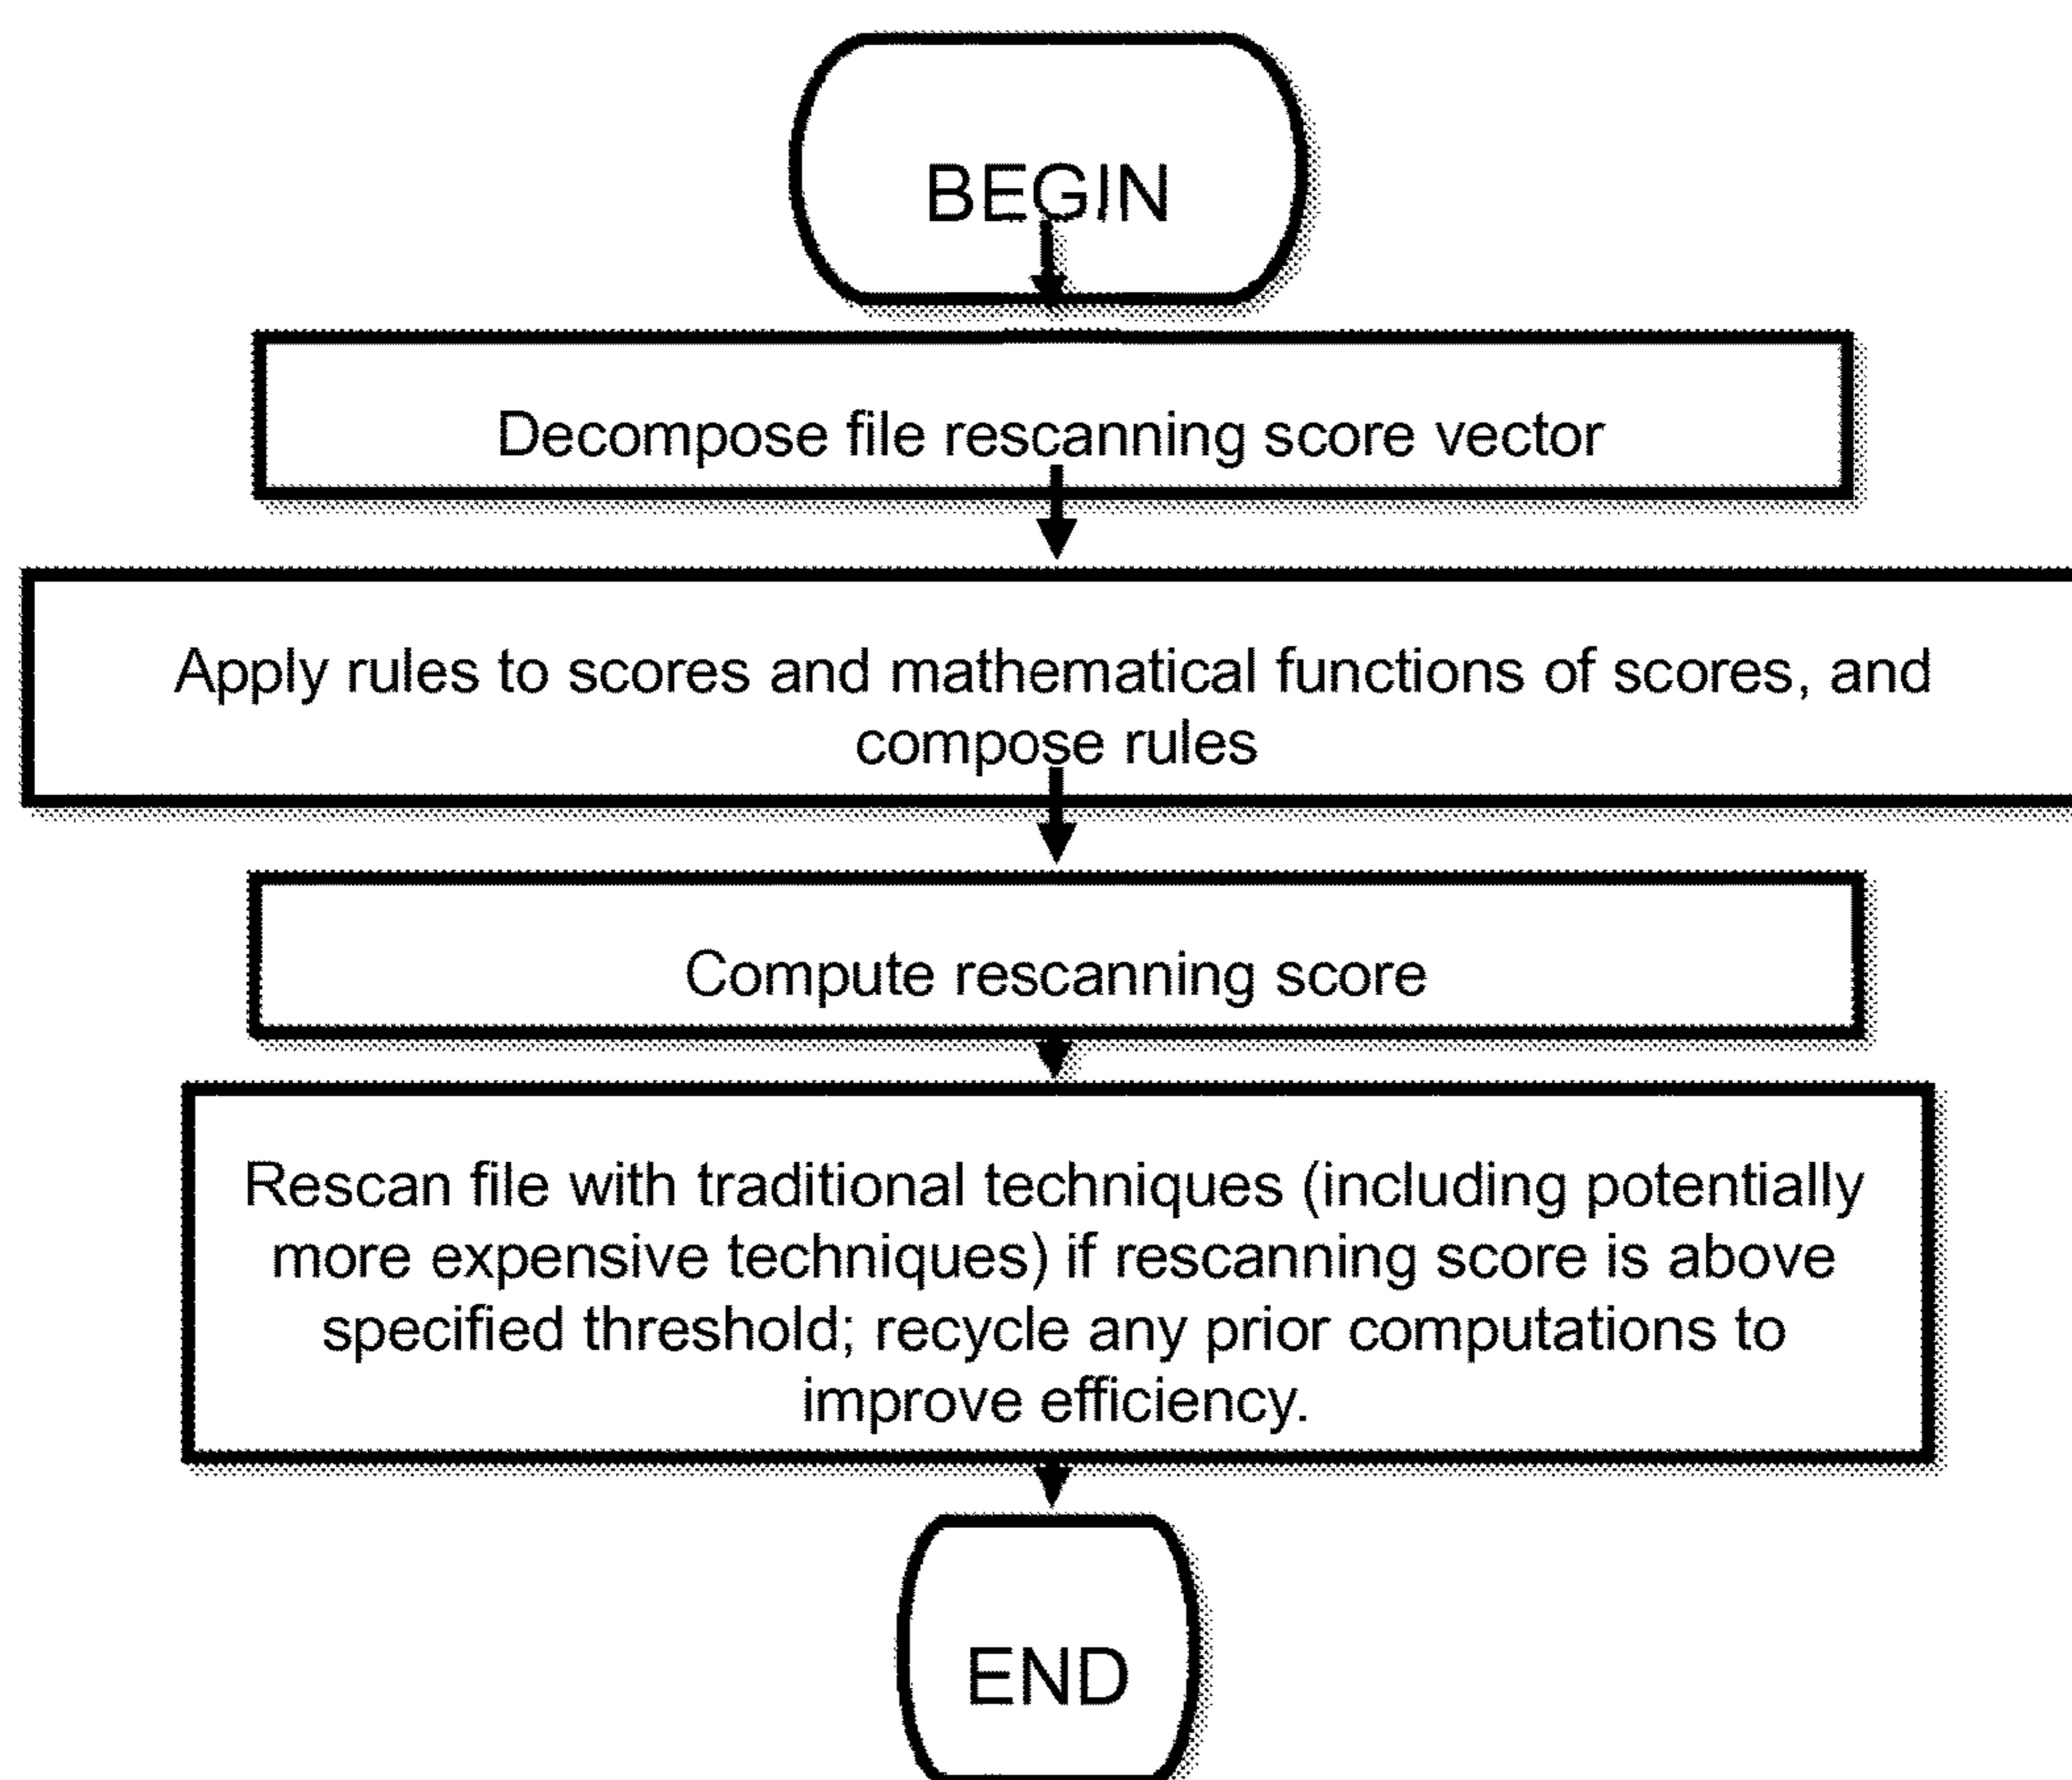 BEGIN
Decompose file rescanning score vector
Apply rules to scores and mathematical functions of scores, and
compose rules
Compute rescanning score
Rescan file with traditional techniques (including potentially
more expensive techniques) if rescanning score is above
specified threshold; recycle any prior computations to
improve efficiency.
END